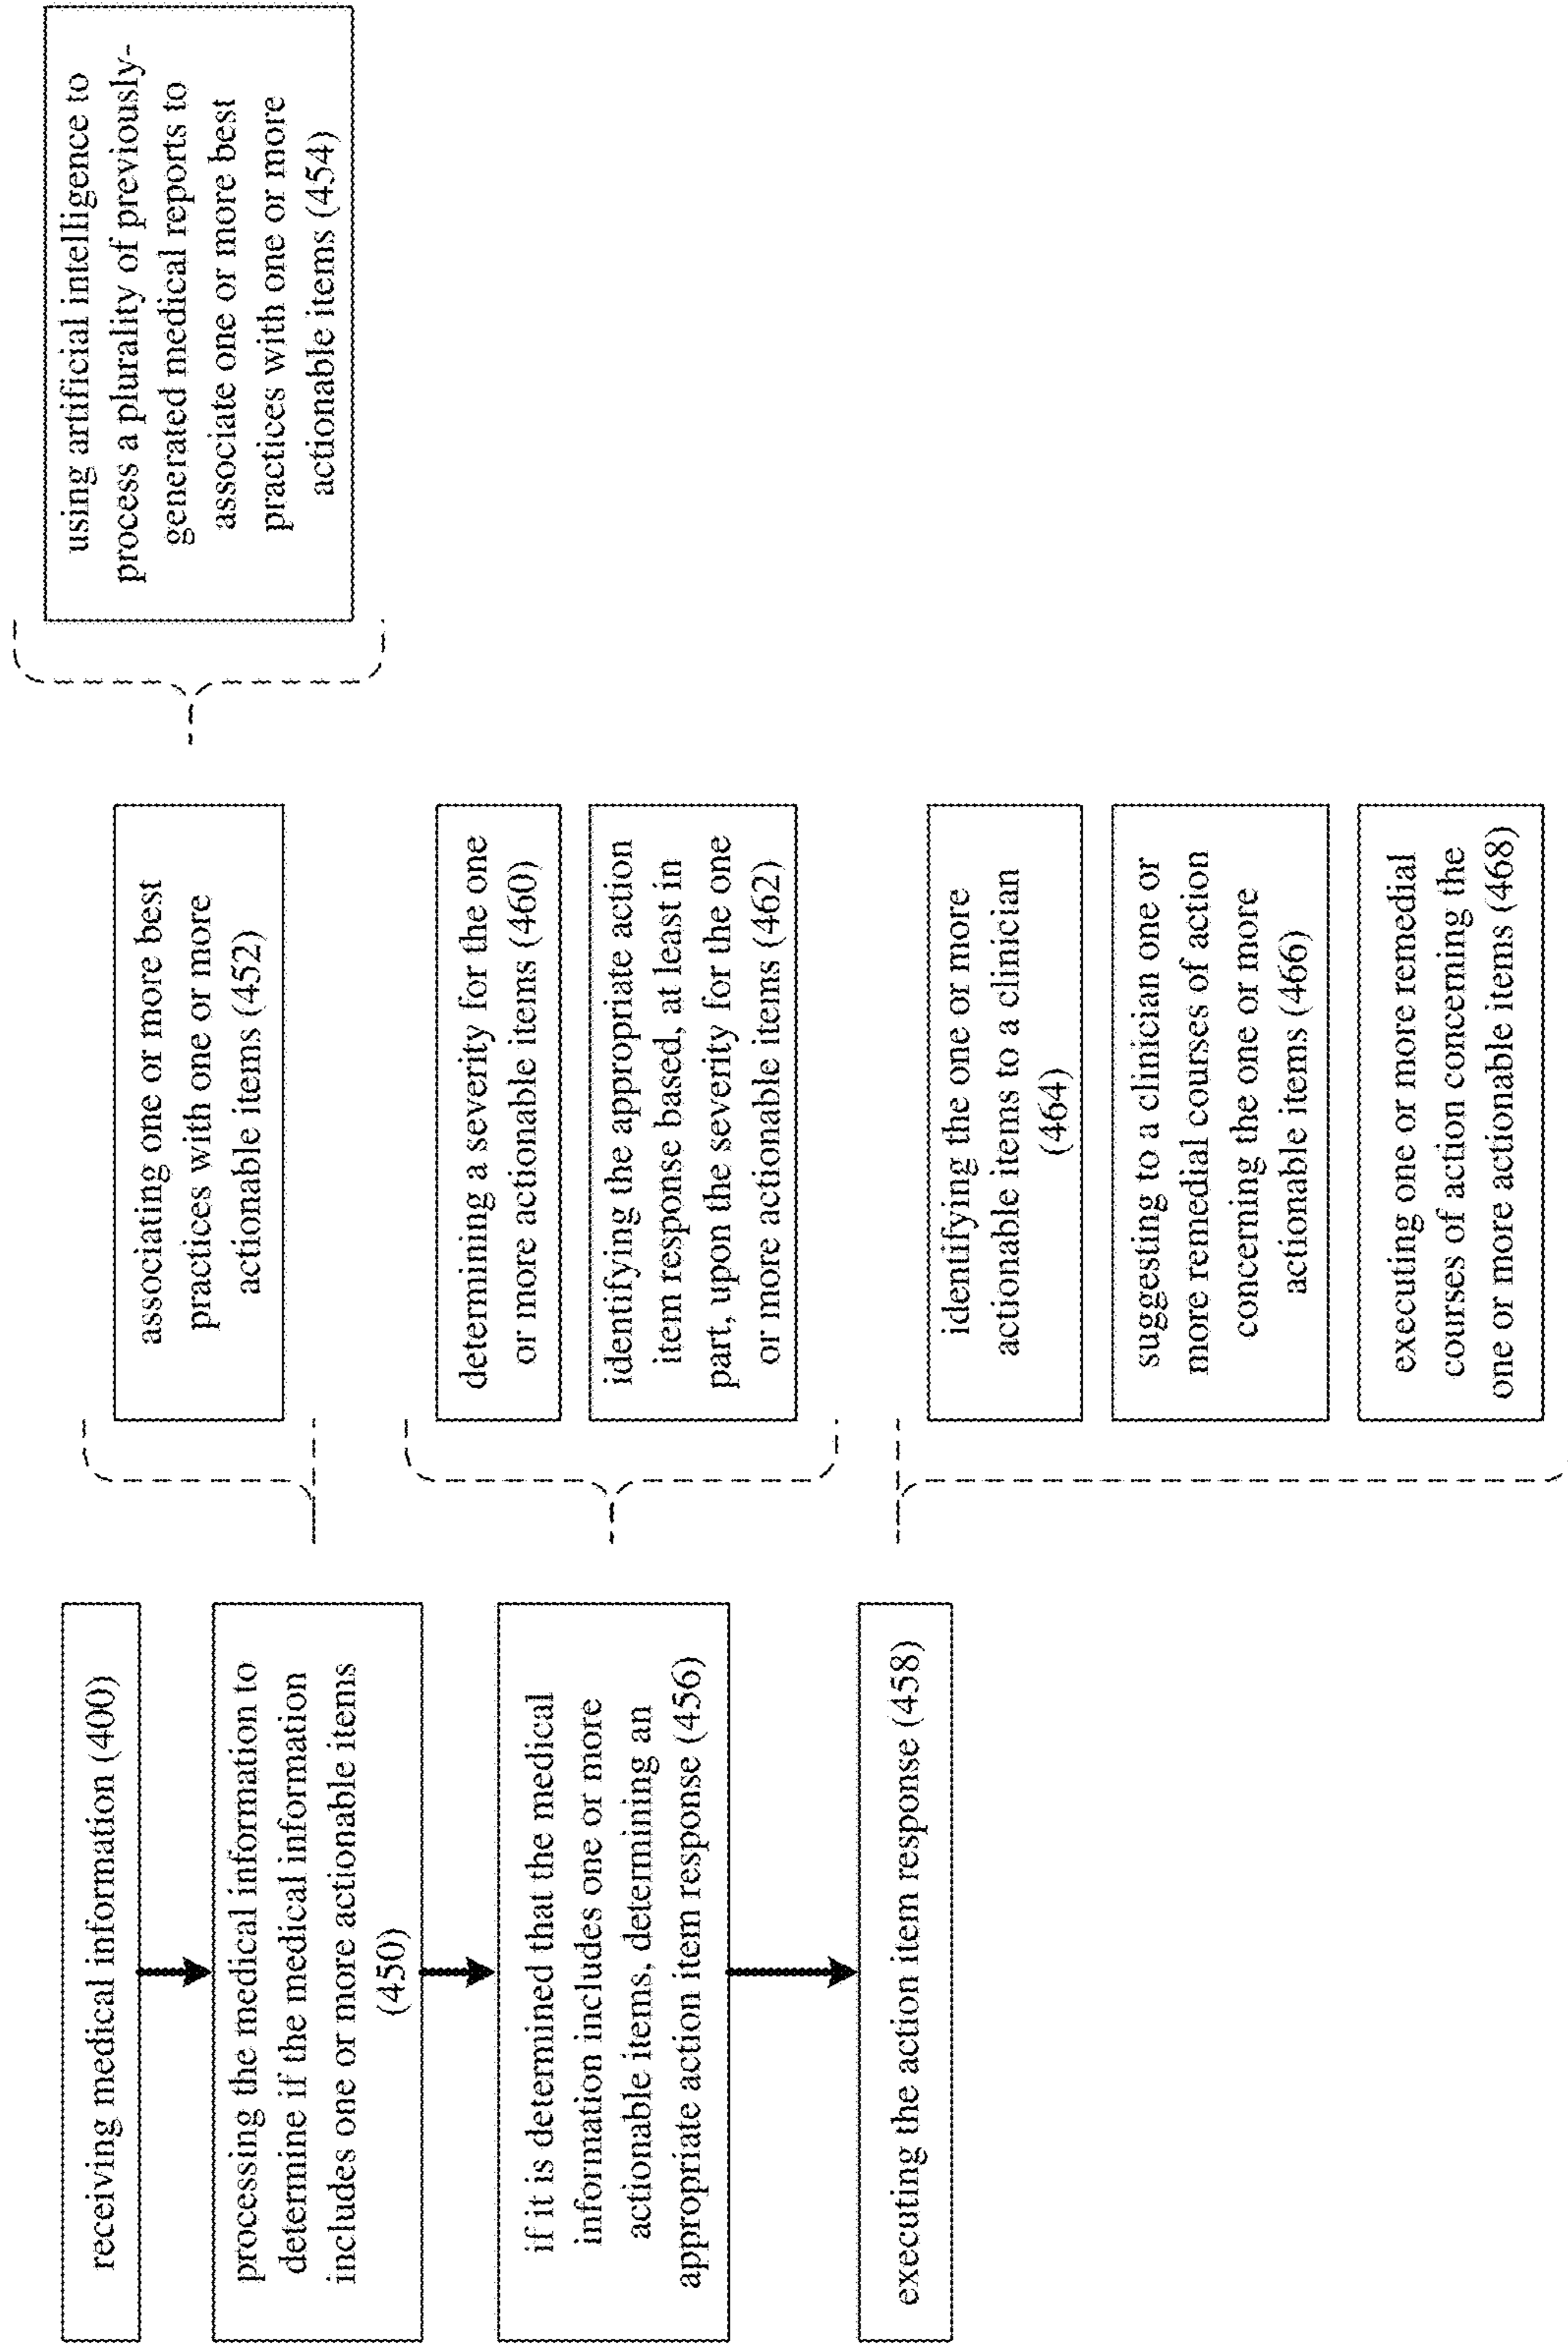 receiving medical information (400)
processing the medical information to
determine if the medical information
includes one or more actionable items
(450)
if it is determined that the medical
information includes one or more
actionable items, determining an
appropriate action item response (456)
executing the action item response (458)
associating one or more best
practices with one or more
actionable items (452)
determining a severity for the one
or more actionable items (460)
identifying the appropriate action
item response based, at least in
part, upon the severity for the one
or more actionable items (462)
identifying the one or more
actionable items to a clinician
(464)
suggesting to a clinician one or
more remedial courses of action
concerning the one or more
actionable items (466)
executing one or more remedial
courses of action concerning the
one or more actionable items (468)
using artificial intelligence to
process a plurality of previously-
generated medical reports to
associate one or more best
practices with one or more
actionable items (454)